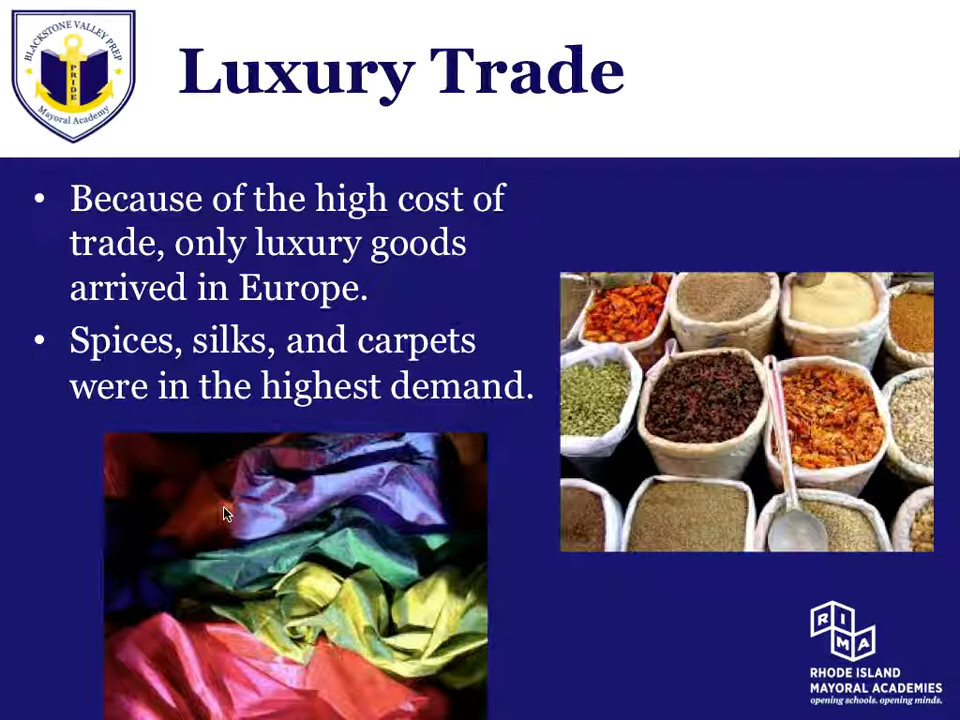 BLACKSTONE VALLEY PREP
PRIDE
Mayoral Academy
Luxury Trade
• Because of the high cost of
trade, only luxury goods
arrived in Europe.
• Spices, silks, and carpets
were in the highest demand.
RIMA
RHODE ISLAND
MAYORAL ACADEMIES
opening schools. opening minds.